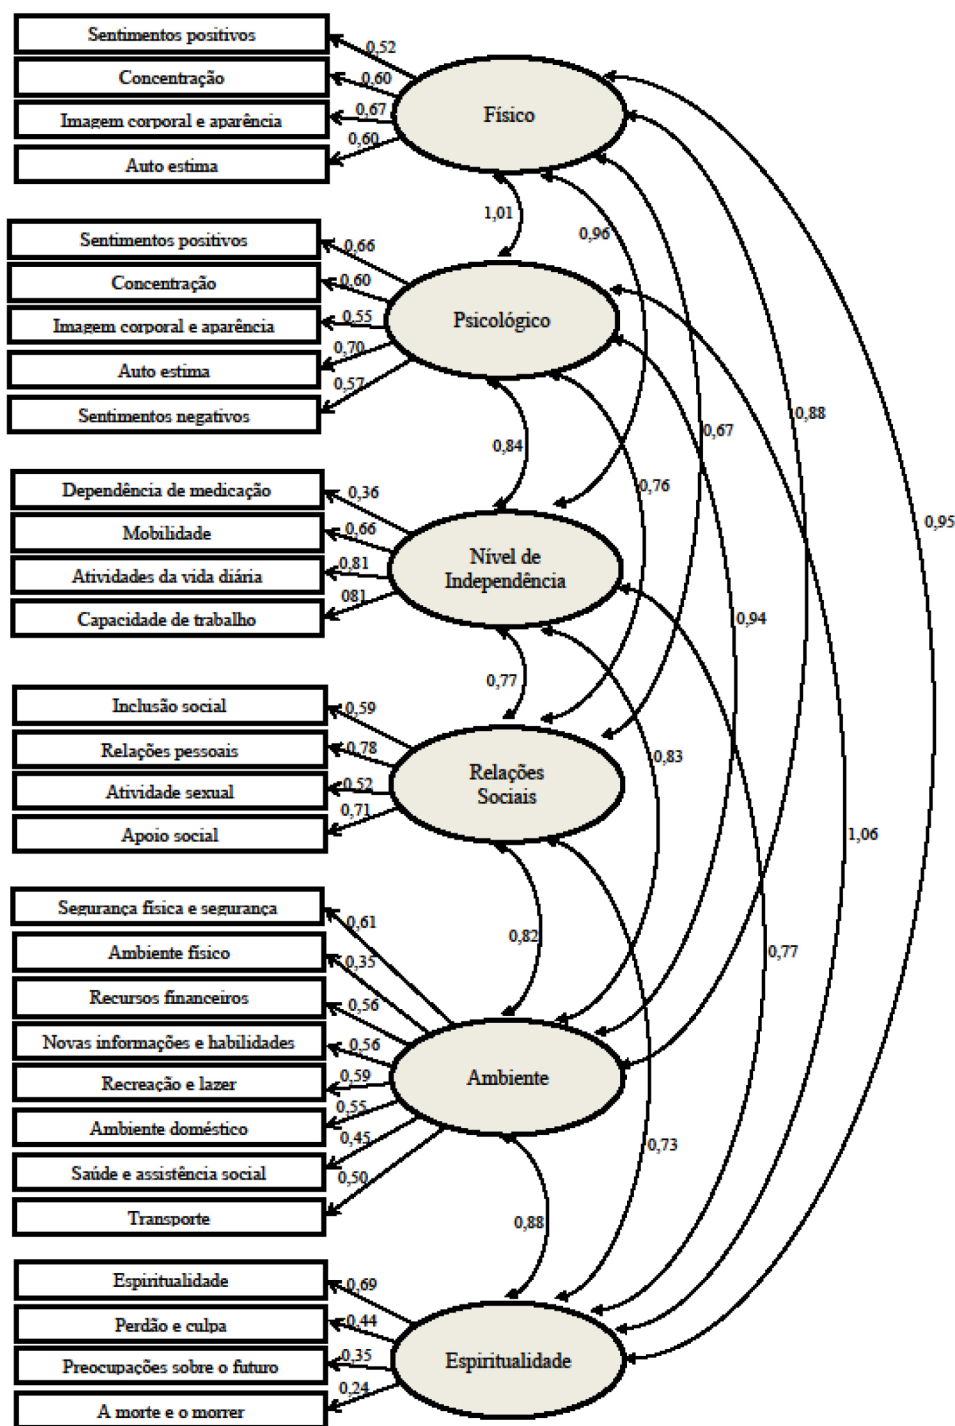 Sentimentos positivos
0,52
Concentração
0,60
Imagem corporal e aparência
0,67
Auto estima
0,60
Físico
1,01
0,96
Sentimentos positivos
0,66
Concentração
0,60
Imagem corporal e aparência
0,55
Auto estima
0,70
Sentimentos negativos
0,57
Psicológico
0,88
0,67
0,84
0,76
0,95
Dependência de medicação
0,36
Mobilidade
0,66
Atividades da vida diária
0,81
Capacidade de trabalho
081
Nível de
Independência
0,94
0,77
Inclusão social
0,59
Relações pessoais
0,78
Atividade sexual
0,52
Apoio social
0,71
Relações
Sociais
0,83
1,06
Segurança física e segurança
0,61
Ambiente físico
0,35
Recursos financeiros
0,56
Novas informações e habilidades
0,56
Recreação e lazer
0,59
Ambiente doméstico
0,55
Saúde e assistência social
0,45
Transporte
0,50
0,82
0,77
Ambiente
0,73
0,88
Espiritualidade
0,69
Perdão e culpa
0,44
Preocupações sobre o futuro
0,35
A morte e o morrer
0,24
Espiritualidade